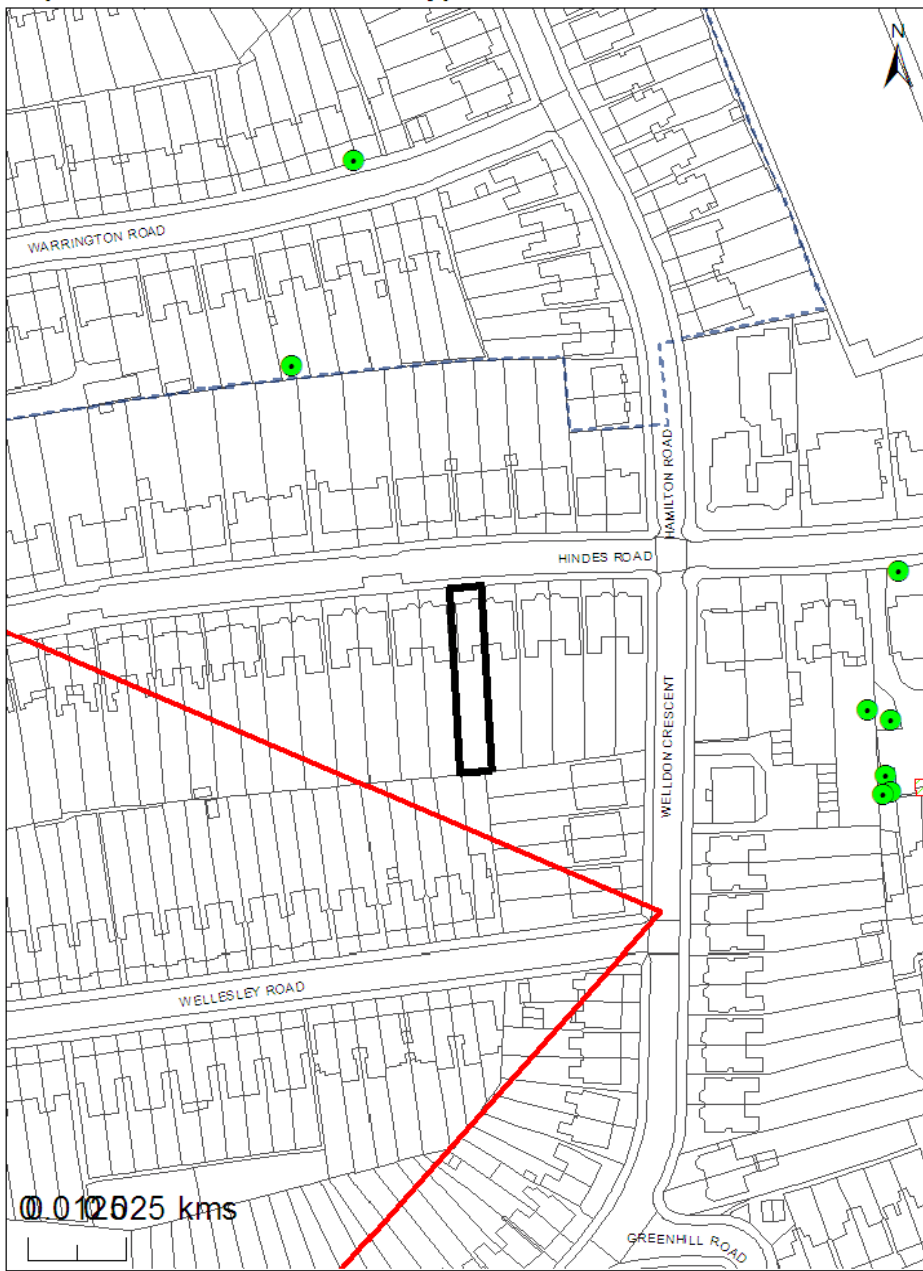 N
WARRINGTON ROAD
HAMILTON ROAD
HINDES ROAD
WELLDON CRESCENT
WELLESLEY ROAD
kms
GREENHILL ROAD